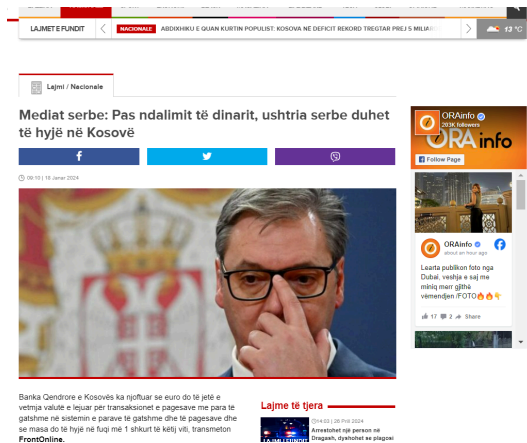 LAJMET E FUNDIT
NACIONALE ABDIXHIKU E QUAN KURTIN POPULIST: KOSOVA NË DEFICIT REKORD TREGTAR PREJ 5 MILIAR
13 °C
Lajmi / Nacionale
Mediat serbe: Pas ndalimit të dinarit, ushtria serbe duhet
të hyjë në Kosovë
09:10 | 18 Janar 2024
Banka Qendrore e Kosovës ka njoftuar se euro do të jetë e
vetmja valutë e lejuar për transaksionet e pagesave me para të
gatshme në sistemin e parave të gatshme dhe të pagesave dhe
se masa do të hyjë në fuqi më 1 shkurt të këtij viti, transmeton
FrontOnline.
Lajme të tjera
14:03 | 26 Prill 2024
Arrestohet një person në
Dragash, dyshohet se plagosi
LAJMI I FUNDIT
ORAinfo
203K followers
ORA info
Follow Page
ORAinfo
about an hour ago
Learta publikon foto nga
Dubai, veshja e saj me
miniq merr gjithë
vëmendjen /FOTO🔥🔥👇
17 2 Share